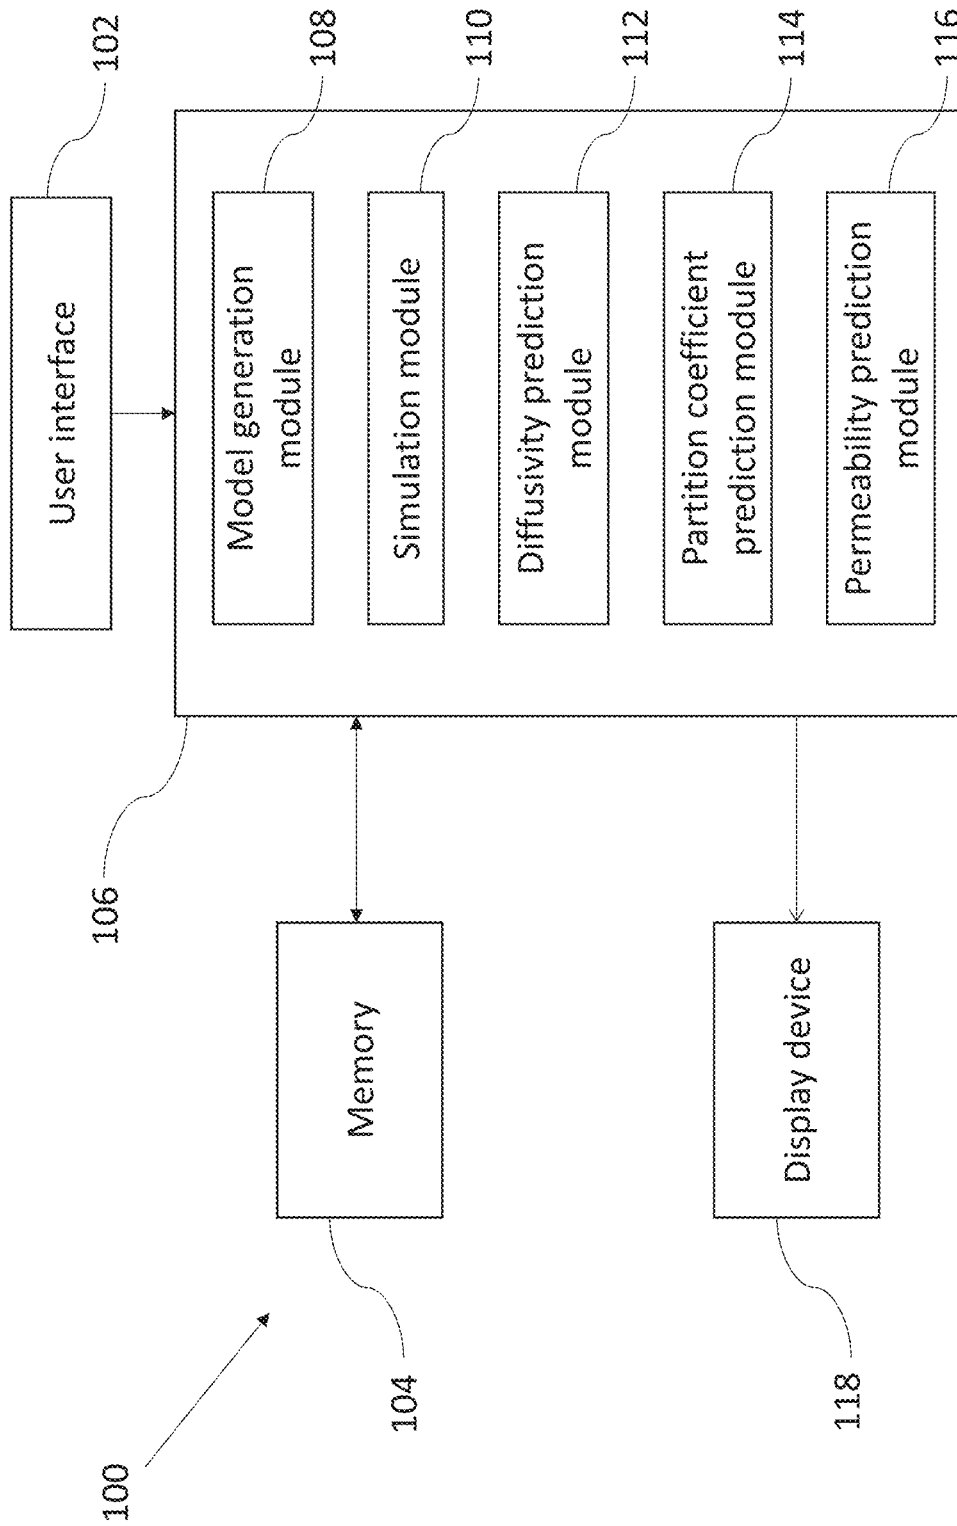 100
102
User interface
106
108
Model generation
module
110
Simulation module
112
Diffusivity prediction
module
114
Partition coefficient
prediction module
116
Permeability prediction
module
104
Memory
118
Display device